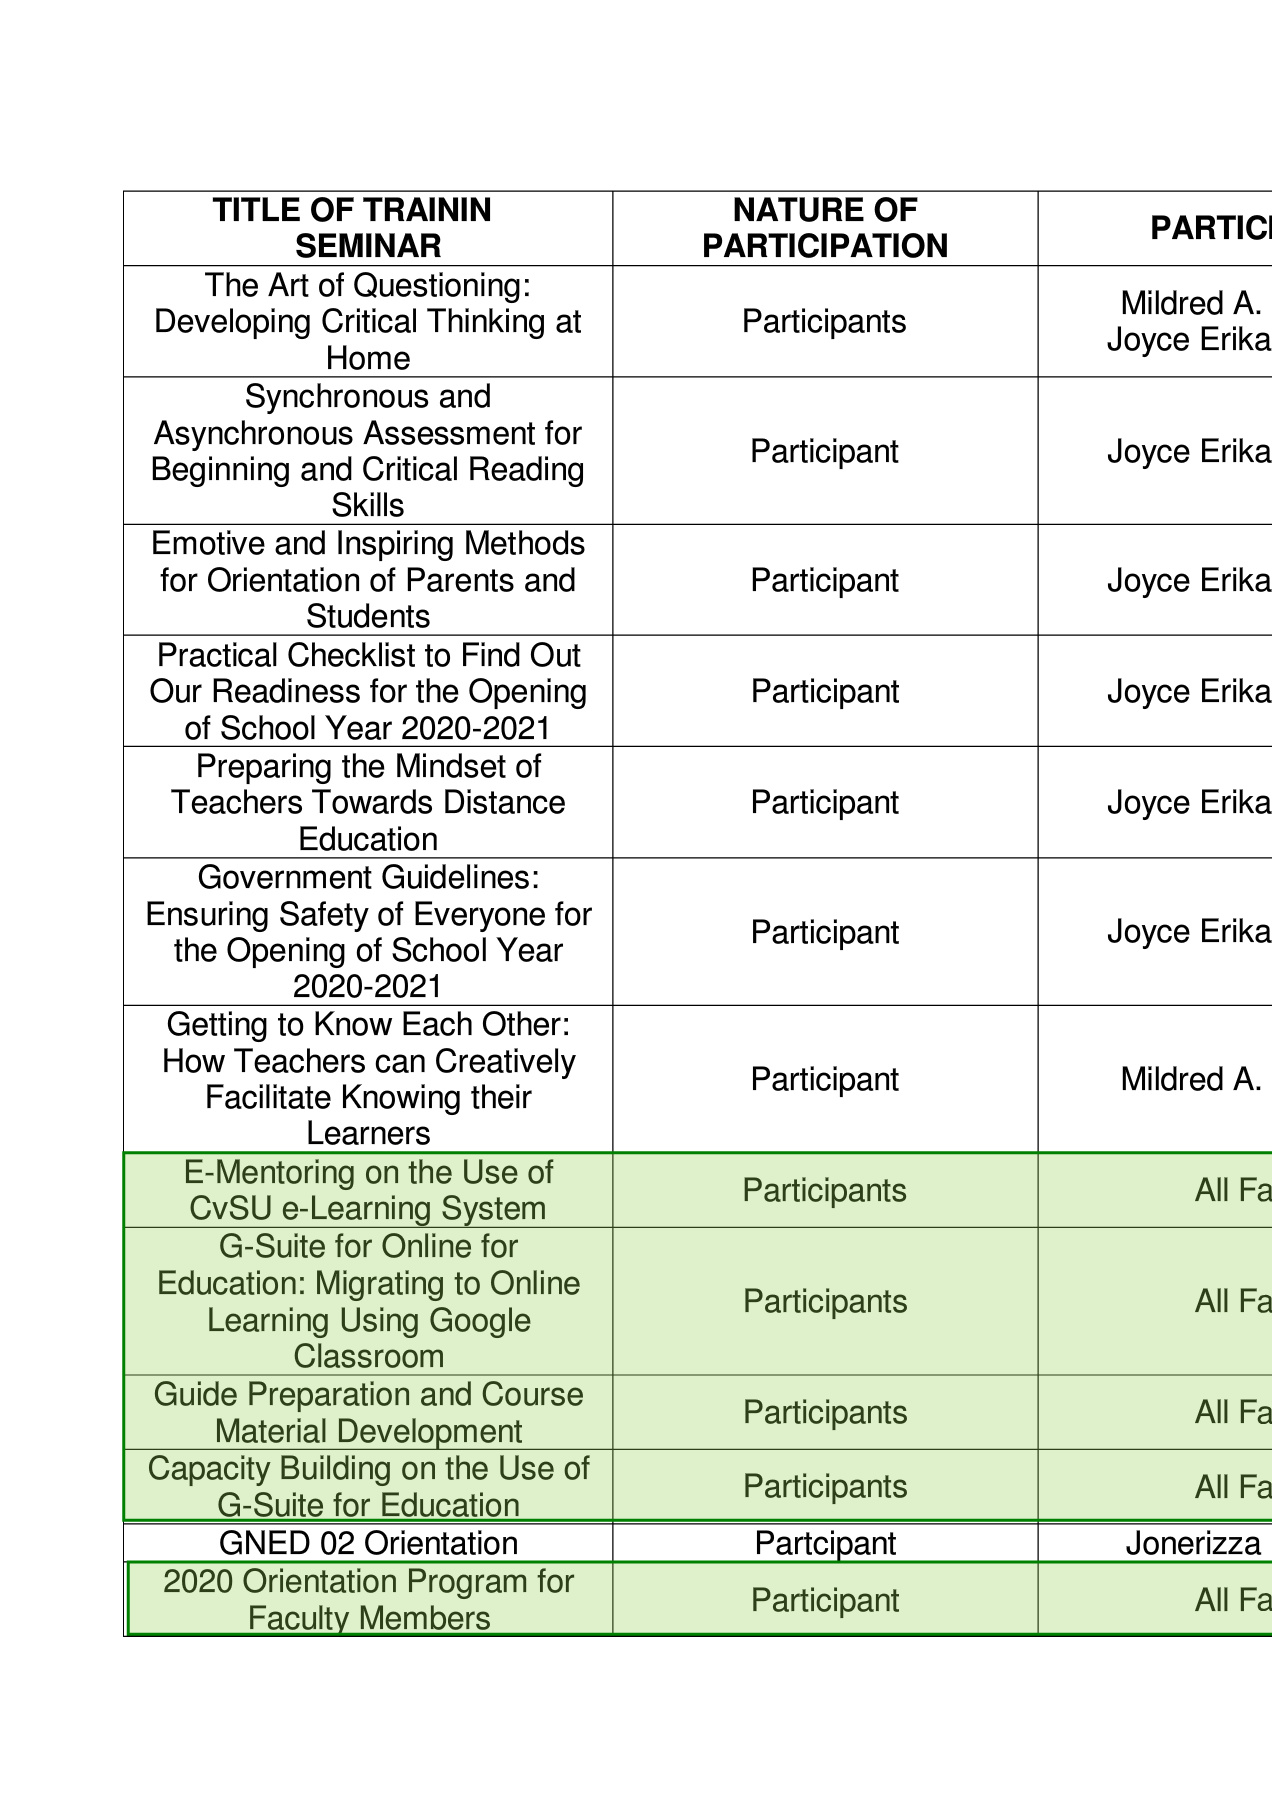 TITLE OF TRAININ
SEMINAR
NATURE OF
PARTICIPATION
The Art of Questioning:
Developing Critical Thinking at
Home
Participants
Mildred A.
Joyce Erika
Synchronous and
Asynchronous Assessment for
Beginning and Critical Reading
Skills
Participant
Joyce Erika
Emotive and Inspiring Methods
for Orientation of Parents and
Students
Participant
Joyce Erika
Practical Checklist to Find Out
Our Readiness for the Opening
of School Year 2020-2021
Participant
Joyce Erika
Preparing the Mindset of
Teachers Towards Distance
Education
Participant
Joyce Erika
Government Guidelines:
Ensuring Safety of Everyone for
the Opening of School Year
2020-2021
Participant
Joyce Erika
Getting to Know Each Other:
How Teachers can Creatively
Facilitate Knowing their
Learners
Participant
Mildred A.
E-Mentoring on the Use of
CvSU e-Learning System
Participants
All
G-Suite for Online for
Education: Migrating to Online
Learning Using Google
Classroom
Participants
All
Guide Preparation and Course
Material Development
Participants
All
Capacity Building on the Use of
G-Suite for Education
Participants
All
GNED 02 Orientation
Partcipant
Jonerizza
2020 Orientation Program for
Faculty Members
Participant
All